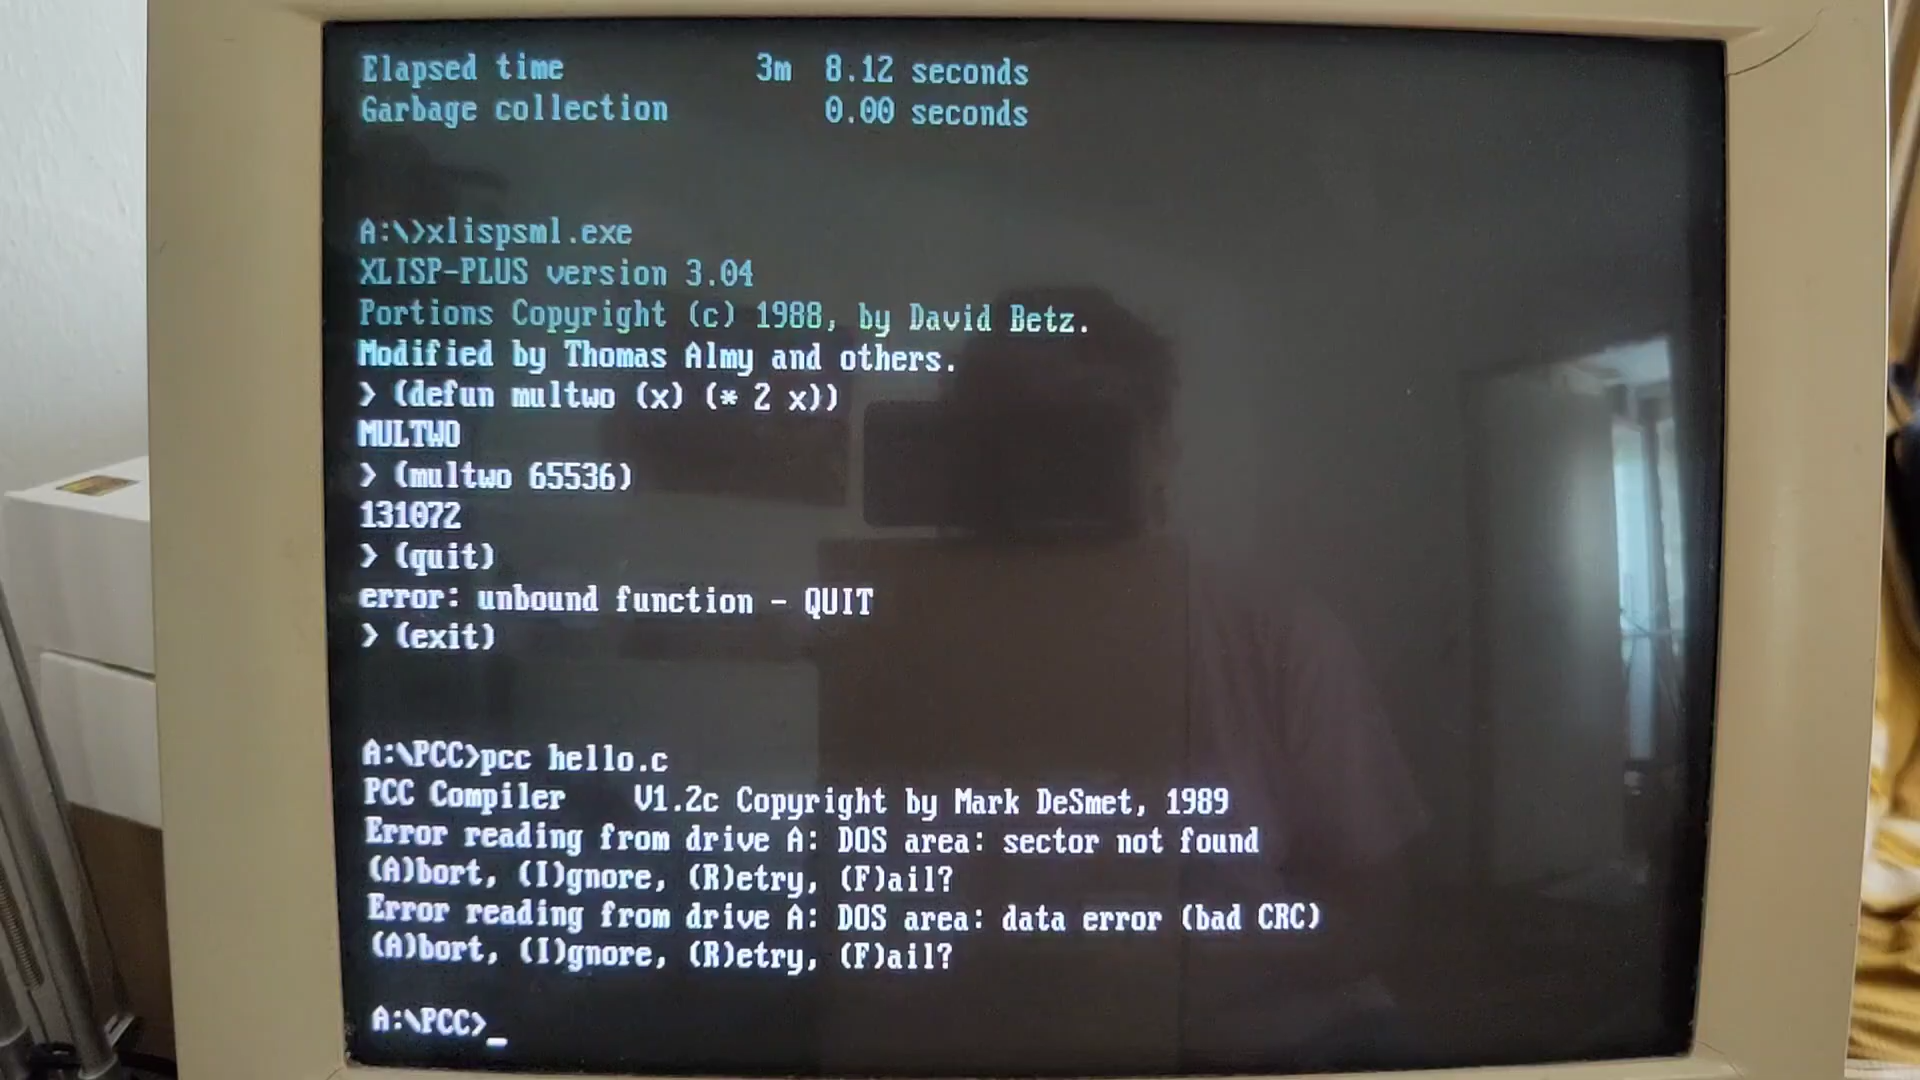 Elapsed time 3m 8.12 seconds
Garbage collection 0.00 seconds
A:\>xlispsml.exe
XLISP-PLUS version 3.04
Portions Copyright (c) 1988, by David Betz.
Modified by Thomas Almy and others.
> (defun multwo (x) (* 2 x))
MULTWO
> (multwo 65536)
131072
> (quit)
error: unbound function - QUIT
> (exit)
A:\PCC>pcc hello.c
PCC Compiler V1.2c Copyright by Mark DeSmet, 1989
Error reading from drive A: DOS area: sector not found
(A)bort, (I)gnore, (R)etry, (F)ail?
Error reading from drive A: DOS area: data error (bad CRC)
(A)bort, (I)gnore, (R)etry, (F)ail?
A:\PCC>_